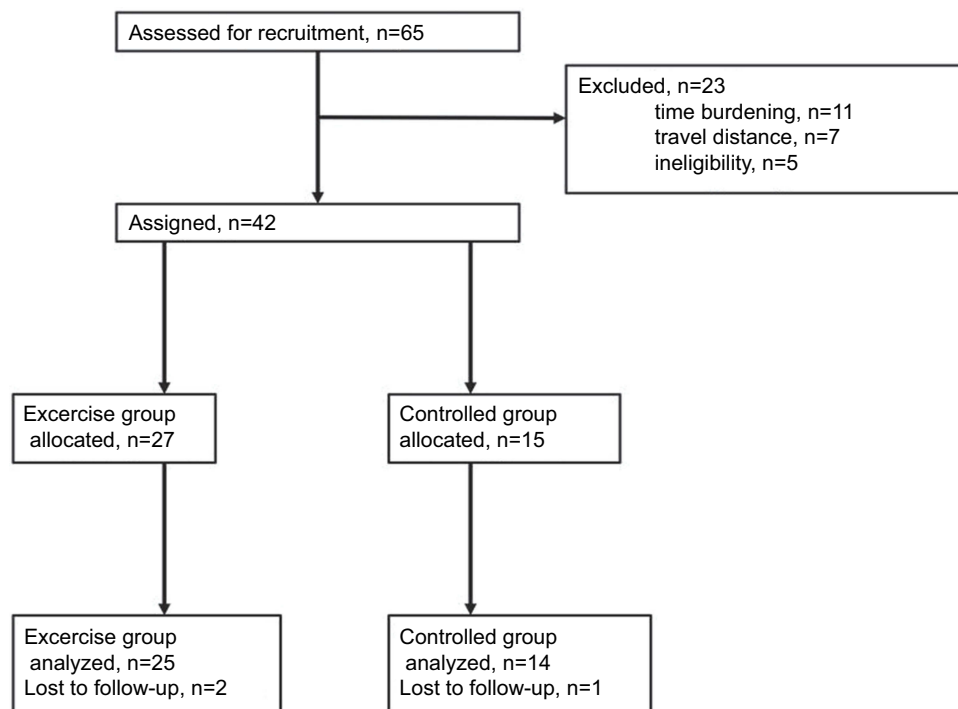 Assessed for recruitment, n=65
Excluded, n=23
time burdening, n=11
travel distance, n=7
ineligibility, n=5
Assigned, n=42
Excercise group
allocated, n=27
Controlled group
allocated, n=15
Excercise group
analyzed, n=25
Lost to follow-up, n=2
Controlled group
analyzed, n=14
Lost to follow-up, n=1